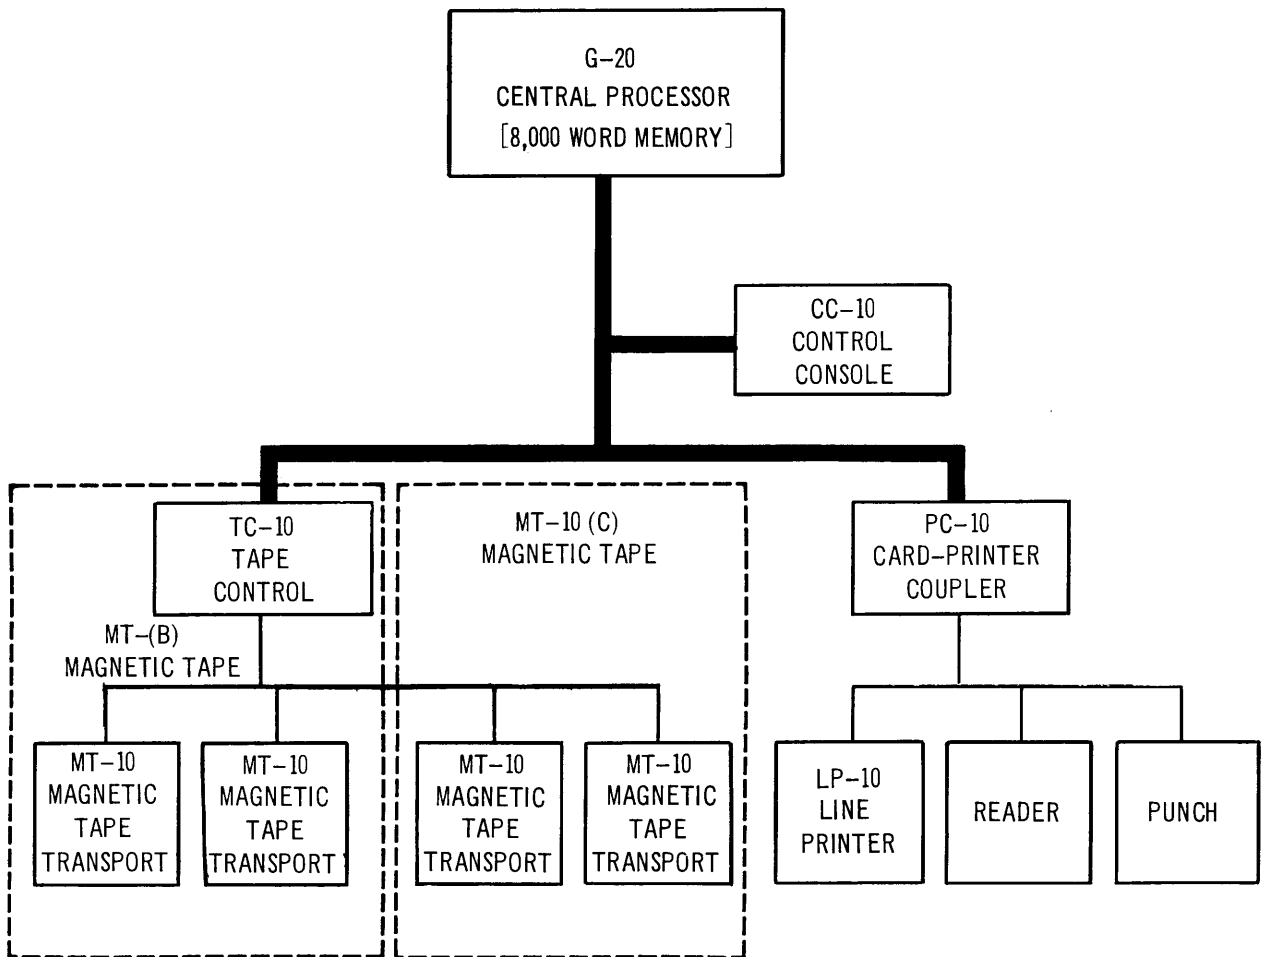 G-20
CENTRAL PROCESSOR
[8,000 WORD MEMORY]
CC-10
CONTROL
CONSOLE
TC-10
TAPE
CONTROL
MT-10 (C)
MAGNETIC TAPE
PC-10
CARD-PRINTER
COUPLER
MT-(B)
MAGNETIC TAPE
MT-10
MAGNETIC
TAPE
TRANSPORT
MT-10
MAGNETIC
TAPE
TRANSPORT
MT-10
MAGNETIC
TAPE
TRANSPORT
MT-10
MAGNETIC
TAPE
TRANSPORT
LP-10
LINE
PRINTER
READER
PUNCH